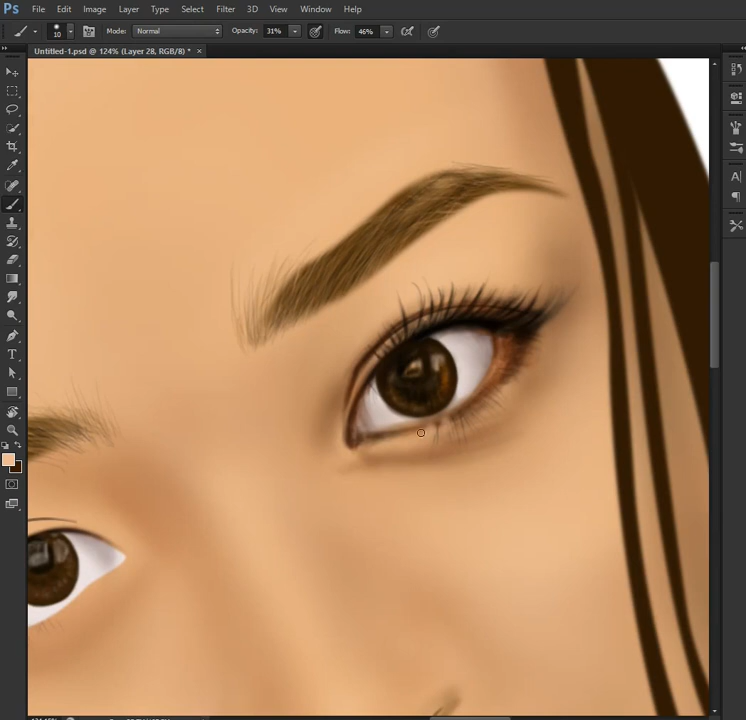 Ps File Edit Image Layer Type Select Filter 3D View Window Help
10 Mode: Normal Opacity: 31% Flow: 46%
Untitled-1.psd @ 124% (Layer 28, RGB/8) * ×